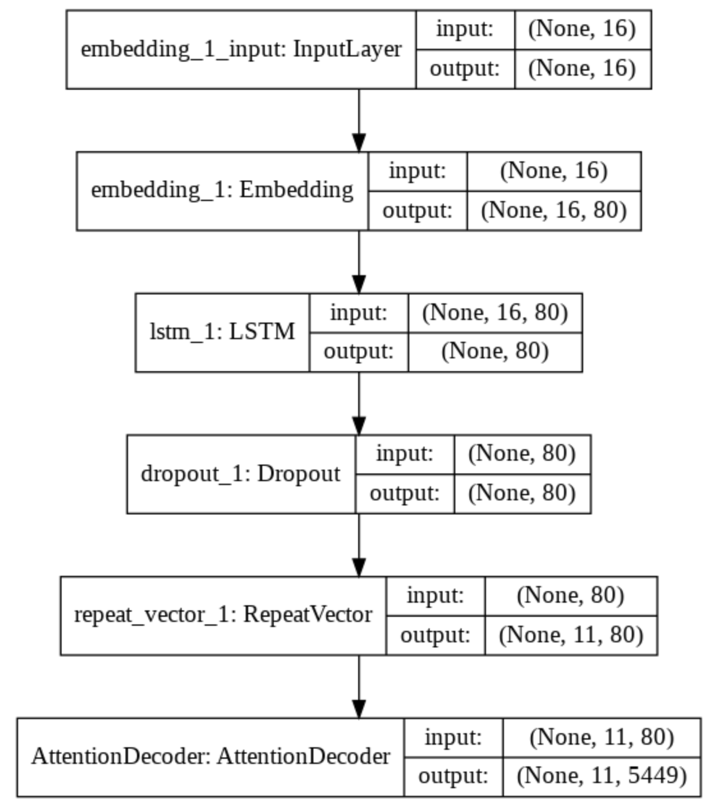 embedding_1_input: InputLayer
input: (None, 16)
output: (None, 16)
embedding_1: Embedding
input: (None, 16)
output: (None, 16, 80)
lstm_1: LSTM
input: (None, 16, 80)
output: (None, 80)
dropout_1: Dropout
input: (None, 80)
output: (None, 80)
repeat_vector_1: RepeatVector
input: (None, 80)
output: (None, 11, 80)
AttentionDecoder: AttentionDecoder
input: (None, 11, 80)
output: (None, 11, 5449)